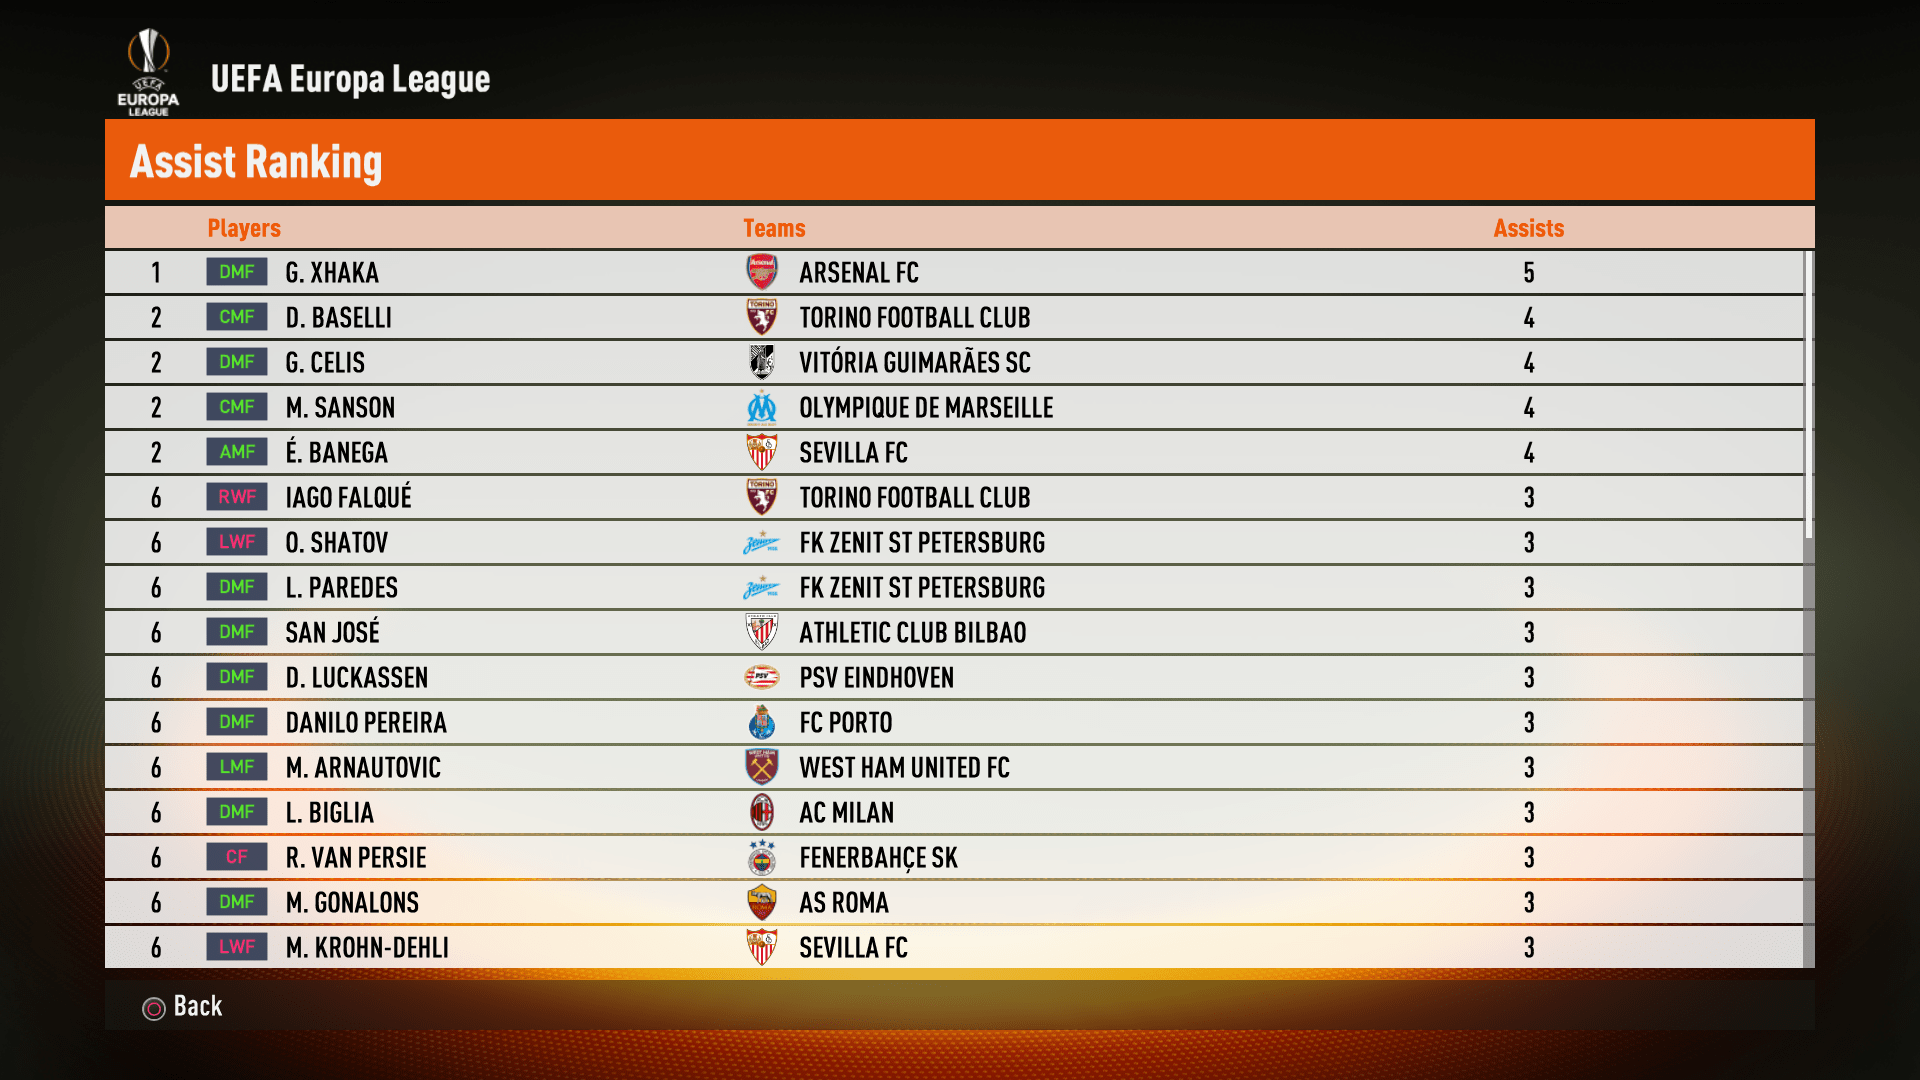 UEFA
EUROPA
LEAGUE
UEFA Europa League
Assist Ranking
Players Teams Assists
1 DMF G. XHAKA ARSENAL FC 5
2 CMF D. BASELLI TORINO FOOTBALL CLUB 4
2 DMF G. CELIS VITÓRIA GUIMARÃES SC 4
2 CMF M. SANSON OLYMPIQUE DE MARSEILLE 4
2 AMF É. BANEGA SEVILLA FC 4
6 RWF IAGO FALQUÉ TORINO FOOTBALL CLUB 3
6 LWF O. SHATOV FK ZENIT ST PETERSBURG 3
6 DMF L. PAREDES FK ZENIT ST PETERSBURG 3
6 DMF SAN JOSÉ ATHLETIC CLUB BILBAO 3
6 DMF D. LUCKASSEN PSV PSV EINDHOVEN 3
6 DMF DANILO PEREIRA FC PORTO 3
6 LMF M. ARNAUTOVIC WEST HAM UNITED FC 3
6 DMF L. BIGLIA AC MILAN 3
6 CF R. VAN PERSIE FENERBAHÇE SK 3
6 DMF M. GONALONS AS ROMA 3
6 LWF M. KROHN-DEHLI SEVILLA FC 3
Back